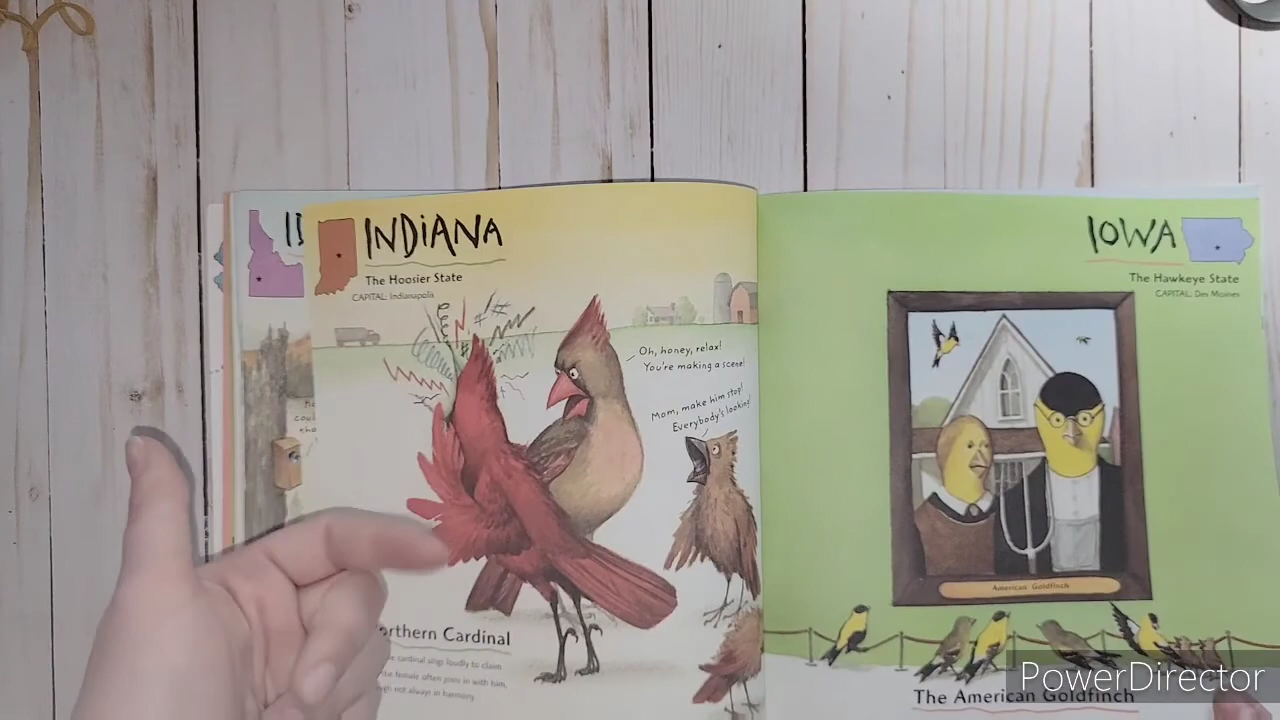 ID
INDIANA
The Hoosier State
CAPITAL: Indianapolis
Oh, honey, relax!
You're making a scene!
Mom, make him stop!
Everybody's looking!
orthern Cardinal
cardinal sings loudly to claim
the female often joins in with him,
not always in harmony.
IOWA
The Hawkeye State
CAPITAL: Des Moines
American Goldfinch
The American Goldfinch
PowerDirector